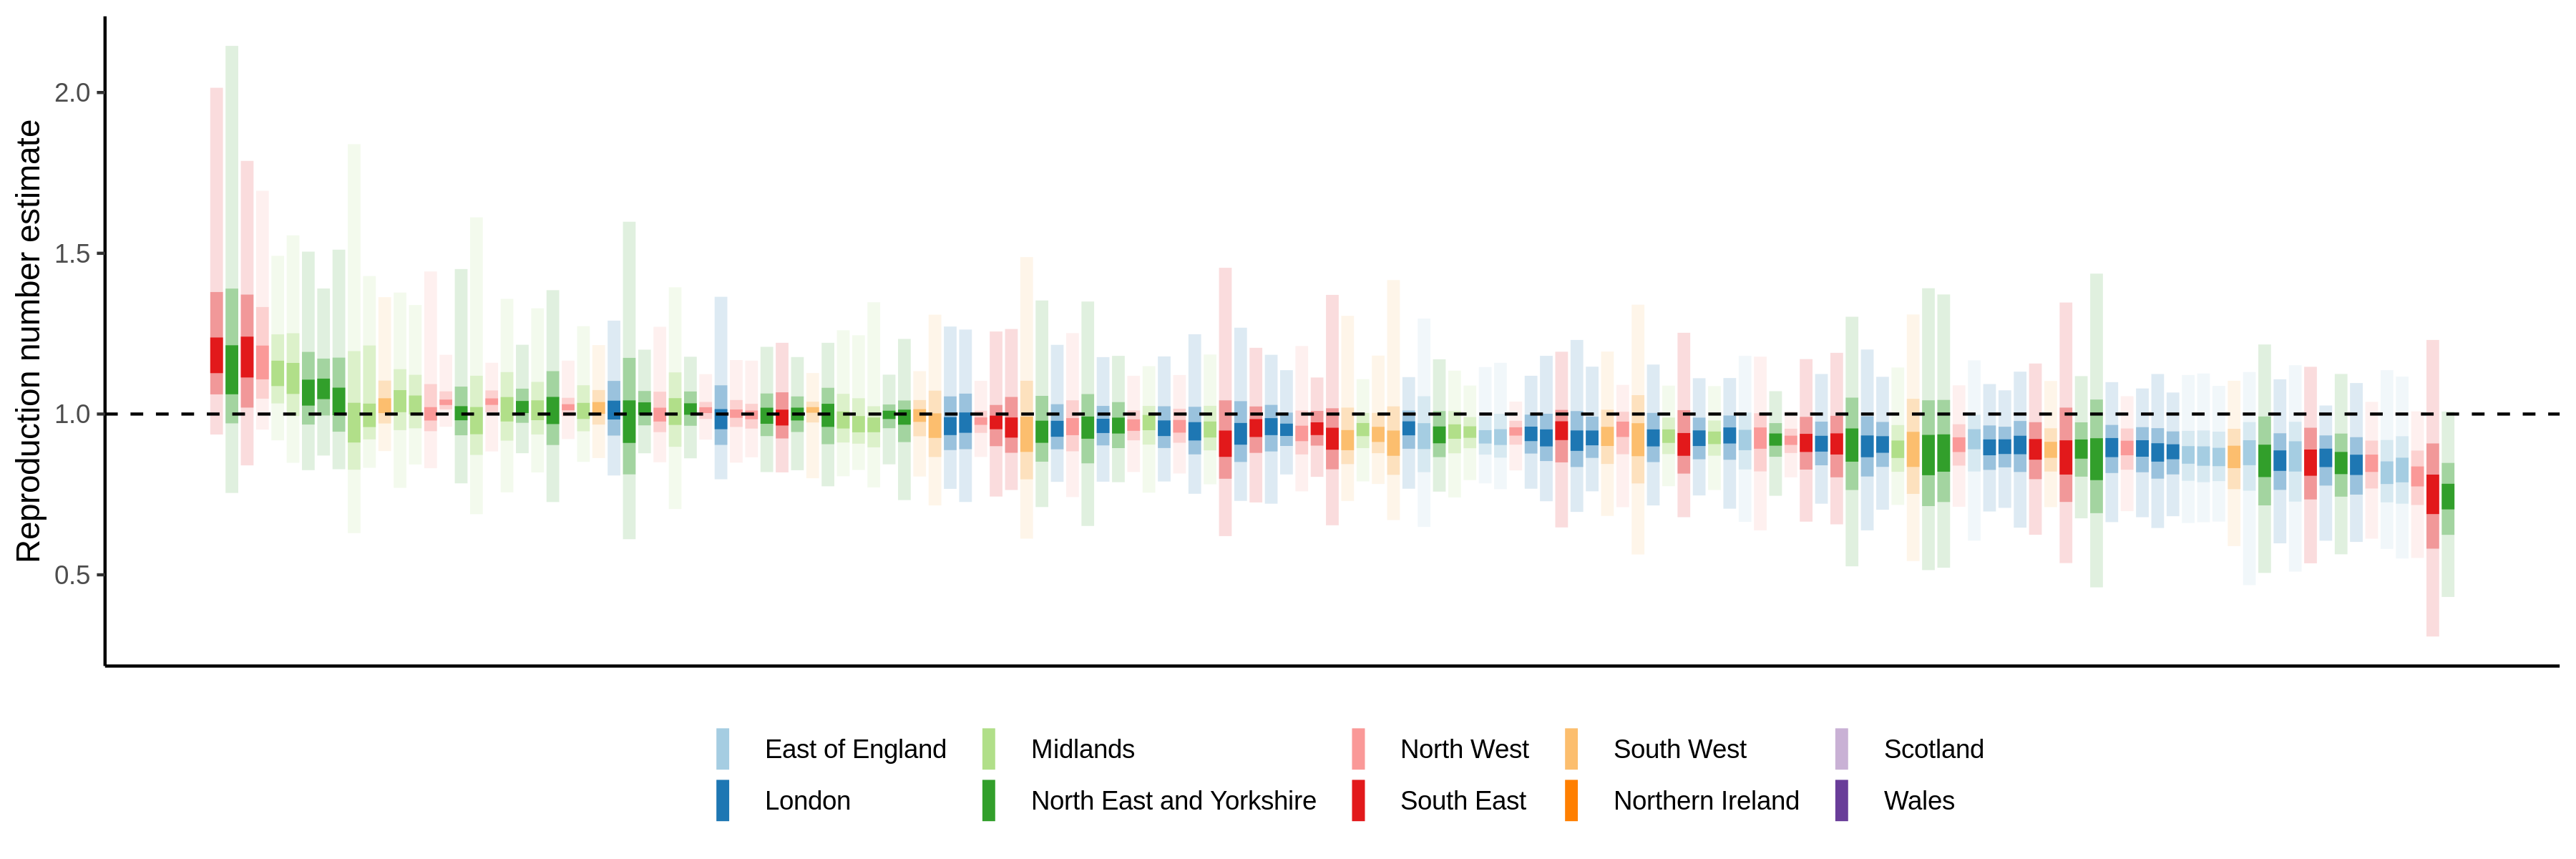 Reproduction number estimate
2.0
1.5
1.0
0.5
East of England
Midlands
North West
South West
Scotland
London
North East and Yorkshire
South East
Northern Ireland
Wales